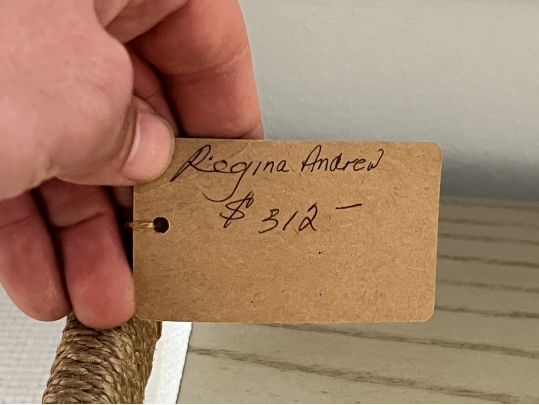 Regina Andrew
$ 312 -